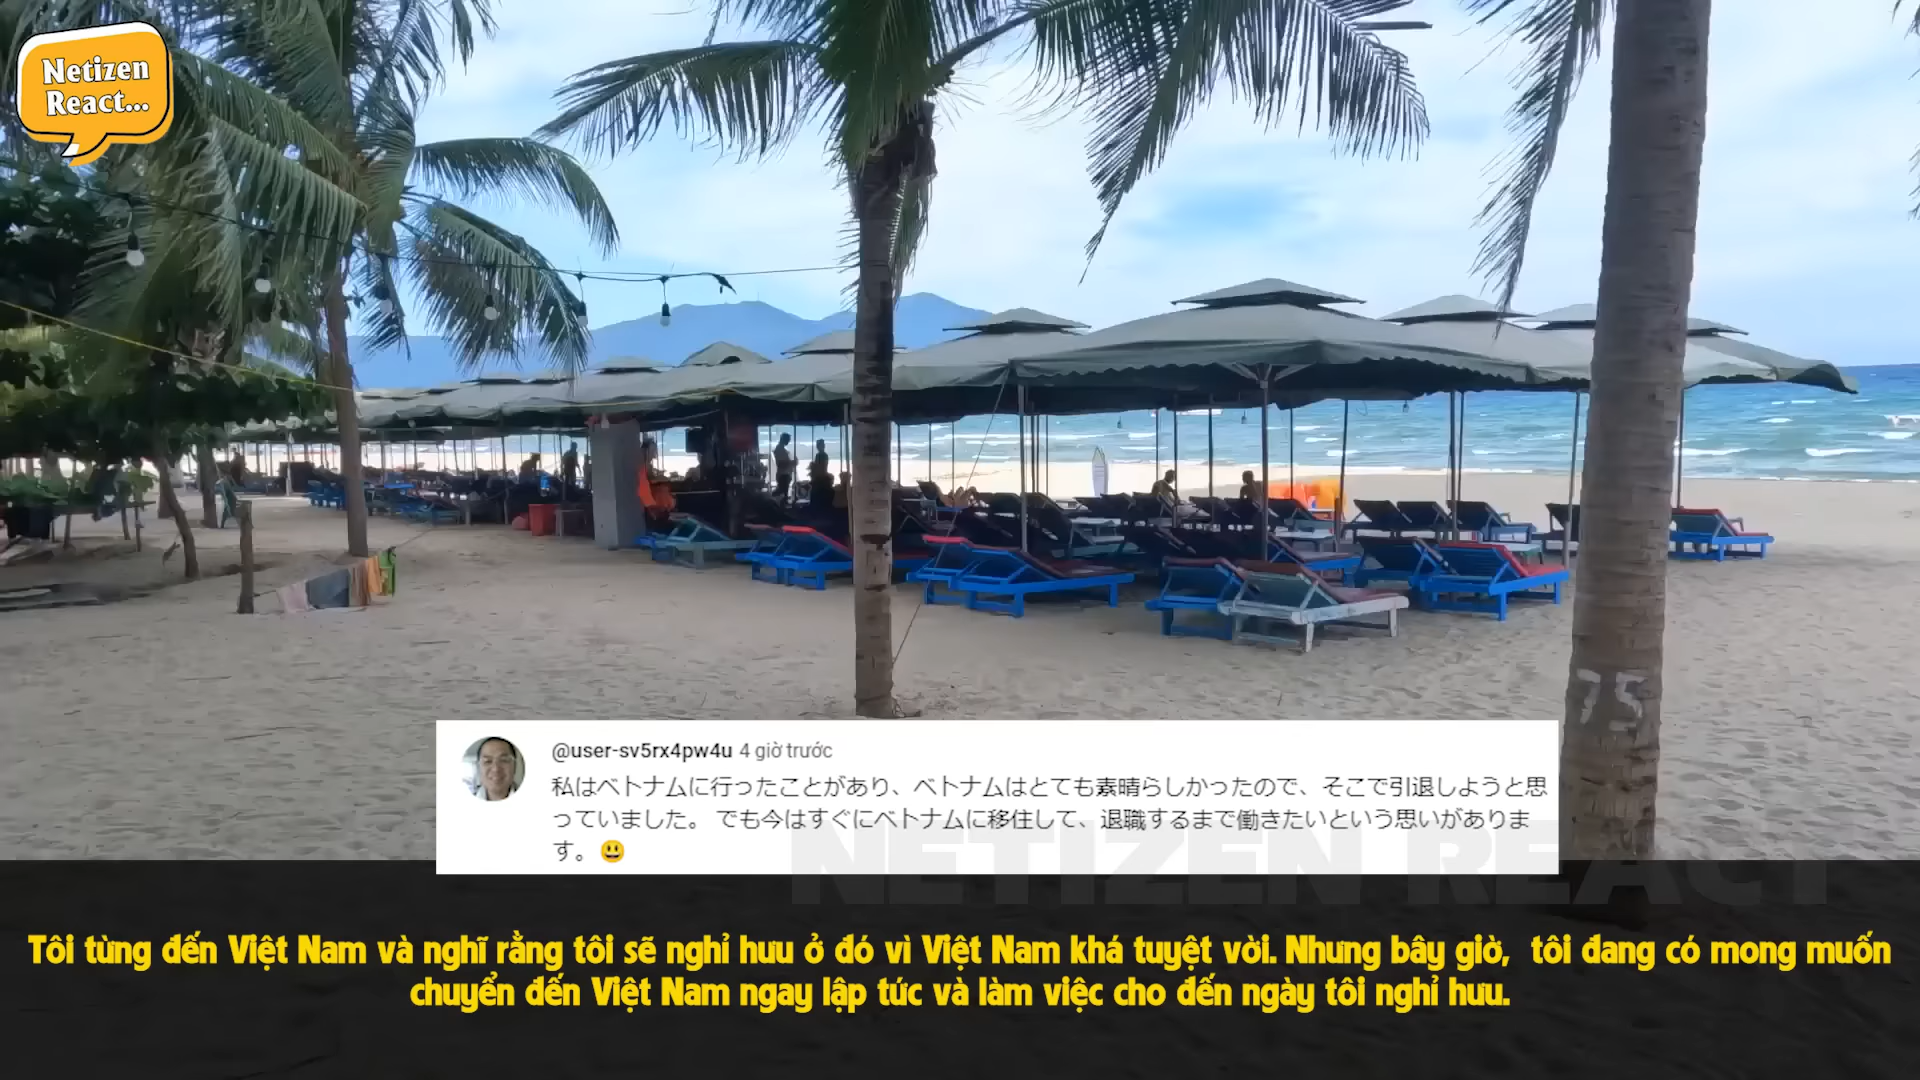 Netizen
React...
75
@user-sv5rx4pw4u 4 giờ trước
私はベトナムに行ったことがあり、ベトナムはとても素晴らしかったので、そこで引退しようと思
っていました。 でも今はすぐにベトナムに移住して、退職するまで働きたいという思いがありま
す。 😃
NETIZEN REACT
Tôi từng đến Việt Nam và nghĩ rằng tôi sẽ nghỉ hưu ở đó vì Việt Nam khá tuyệt vời. Nhưng bây giờ, tôi đang có mong muốn
chuyển đến Việt Nam ngay lập tức và làm việc cho đến ngày tôi nghỉ hưu.